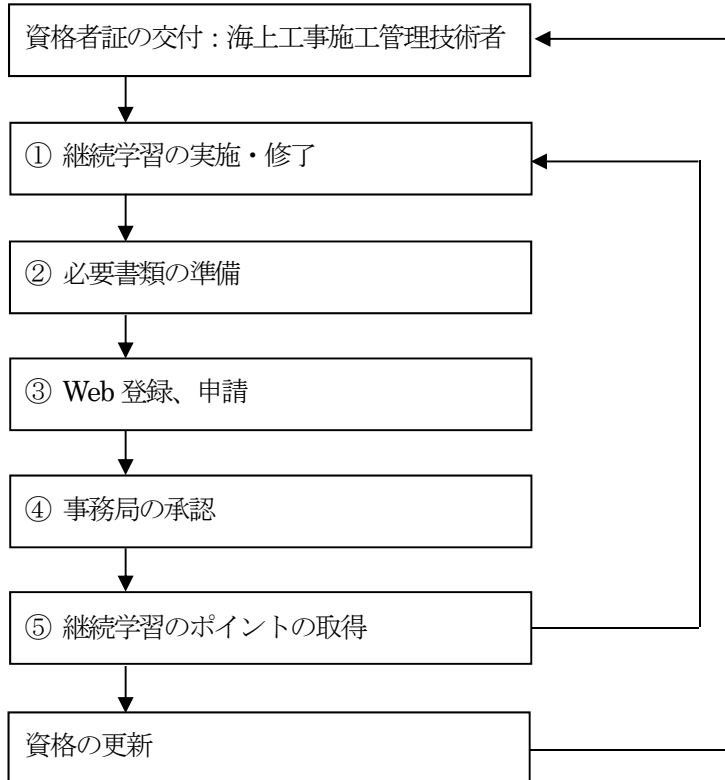 資格者証の交付：海上工事施工管理技術者
① 継続学習の実施・修了
② 必要書類の準備
③ Web 登録、申請
④ 事務局の承認
⑤ 継続学習のポイントの取得
資格の更新